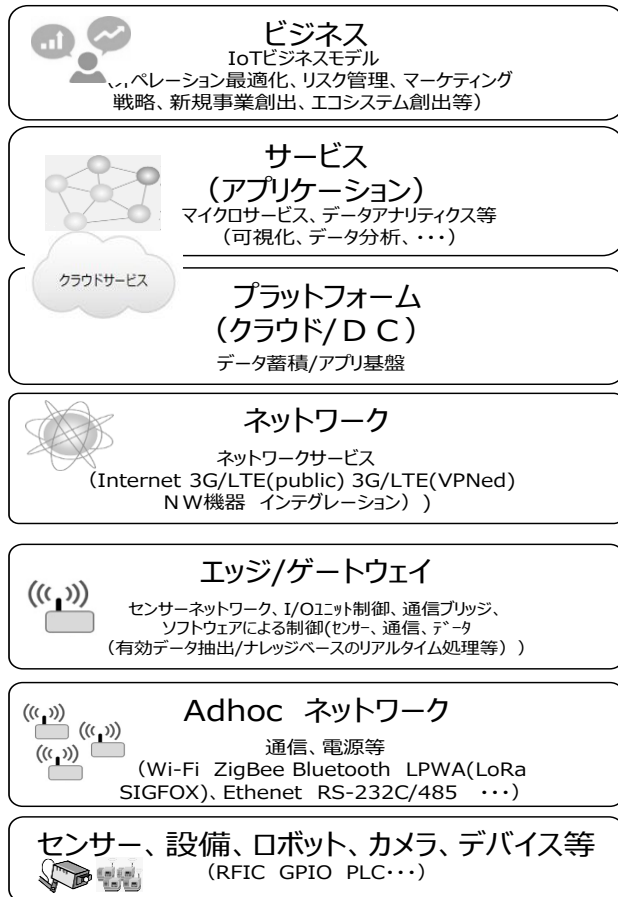 ビジネス
IoTビジネスモデル
ペレーション最適化、リスク管理、マーケティング
戦略、新規事業創出、エコシステム創出等）
サービス
（アプリケーション）
マイクロサービス、データアナリティクス等
（可視化、データ分析、・・・）
クラウドサービス
プラットフォーム
（クラウド/ＤＣ）
データ蓄積/アプリ基盤
ネットワーク
ネットワークサービス
（Internet 3G/LTE(public) 3G/LTE(VPNed)
ＮＷ機器　インテグレーション））
エッジ/ゲートウェイ
センサーネットワーク、I/Oﾕﾆｯﾄ制御、通信ブリッジ、
ソフトウェアによる制御(ｾﾝｻｰ、通信、ﾃﾞｰﾀ
（有効データ抽出/ナレッジベースのリアルタイム処理等））
Adhoc　ネットワーク
通信、電源等
（Wi-Fi ZigBee Bluetooth　LPWA(LoRa
SIGFOX)、Ethenet　RS-232C/485　・・・）
センサー、設備、ロボット、カメラ、デバイス等
（RFIC　GPIO　PLC・・・）